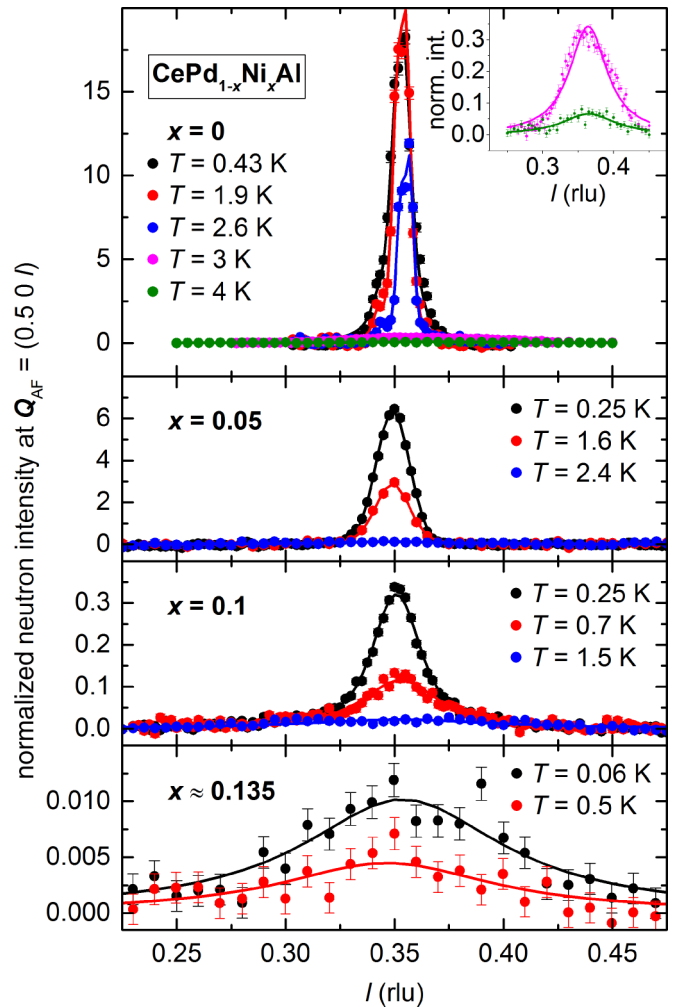 CePd₁₋ₓNiₓAl
x = 0
T = 0.43 K
T = 1.9 K
T = 2.6 K
T = 3 K
T = 4 K
15
10
5
0
norm. int.
0.3
0.2
0.1
0.0
0.3 0.4
l (rlu)
normalized neutron intensity at Q_AF = (0.5 0 l)
x = 0.05
T = 0.25 K
T = 1.6 K
T = 2.4 K
6
4
2
0
x = 0.1
T = 0.25 K
T = 0.7 K
T = 1.5 K
0.3
0.2
0.1
0.0
x ≈ 0.135
T = 0.06 K
T = 0.5 K
0.010
0.005
0.000
0.25 0.30 0.35 0.40 0.45
l (rlu)